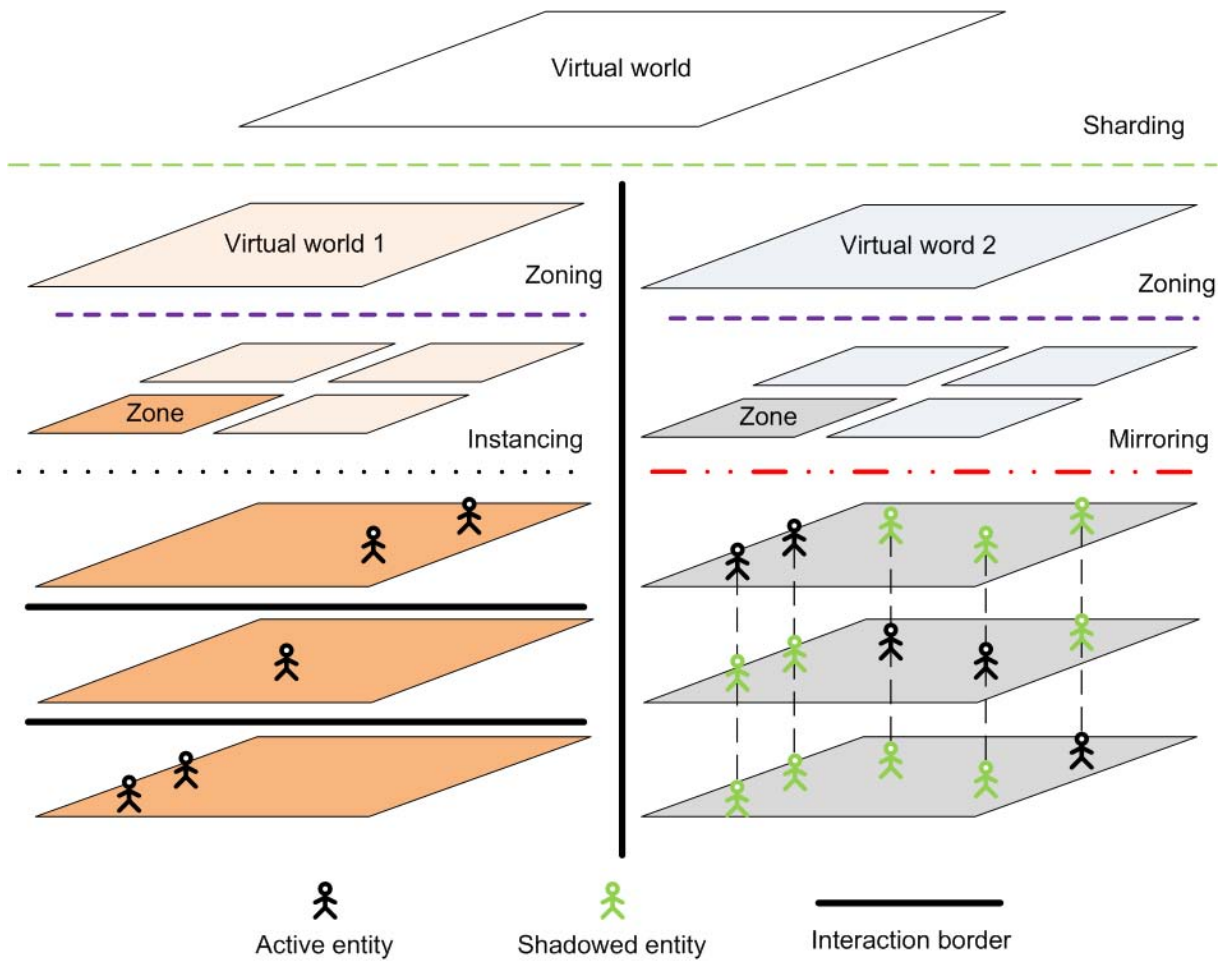 Virtual world
Sharding
Virtual world 1
Virtual word 2
Zoning
Zoning
Zone
Zone
Instancing
Mirroring
Active entity
Shadowed entity
Interaction border